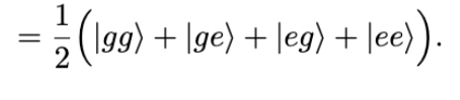 = 1/2 (|gg⟩ + |ge⟩ + |eg⟩ + |ee⟩).